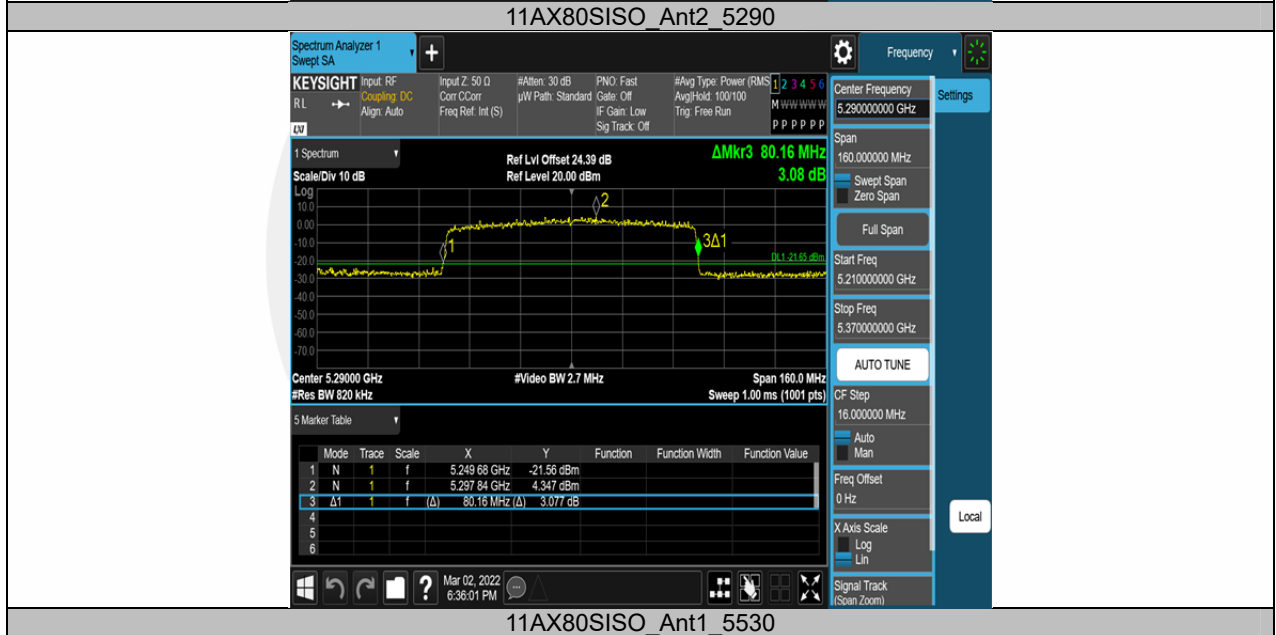 11AX80SISO_Ant2_5290
Spectrum Analyzer 1
Swept SA
+
Frequency
KEYSIGHT
RL
LXI
Input: RF
Coupling: DC
Align: Auto
Input Z: 50 Ω
Corr CCorr
Freq Ref: Int (S)
#Atten: 30 dB
µW Path: Standard
PNO: Fast
Gate: Off
IF Gain: Low
Sig Track: Off
#Avg Type: Power (RMS
Avg|Hold: 100/100
Trig: Free Run
1 2 3 4 5 6
M W W W W W
P P P P P P
Center Frequency
5.290000000 GHz
Settings
Span
160.000000 MHz
Swept Span
Zero Span
Full Span
Start Freq
5.210000000 GHz
Stop Freq
5.370000000 GHz
AUTO TUNE
CF Step
16.000000 MHz
Auto
Man
Freq Offset
0 Hz
X Axis Scale
Log
Lin
Signal Track
(Span Zoom)
Local
1 Spectrum
Scale/Div 10 dB
Ref Lvl Offset 24.39 dB
Ref Level 20.00 dBm
ΔMkr3 80.16 MHz
3.08 dB
Log
10.0
0.00
-10.0
-20.0
-30.0
-40.0
-50.0
-60.0
-70.0
1
2
3Δ1
DL1 -21.65 dBm
Center 5.29000 GHz
#Video BW 2.7 MHz
Span 160.0 MHz
#Res BW 820 kHz
Sweep 1.00 ms (1001 pts)
5 Marker Table
Mode Trace Scale X Y Function Function Width Function Value
1 N 1 f 5.249 68 GHz -21.56 dBm
2 N 1 f 5.297 84 GHz 4.347 dBm
3 Δ1 1 f (Δ) 80.16 MHz (Δ) 3.077 dB
4
5
6
?
Mar 02, 2022
6:36:01 PM
11AX80SISO_Ant1_5530